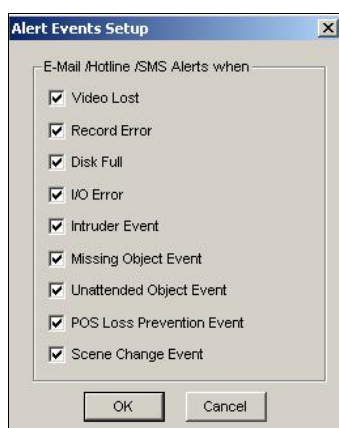 Alert Events Setup
E-Mail /Hotline /SMS Alerts when
Video Lost
Record Error
Disk Full
I/O Error
Intruder Event
Missing Object Event
Unattended Object Event
POS Loss Prevention Event
Scene Change Event
OK Cancel